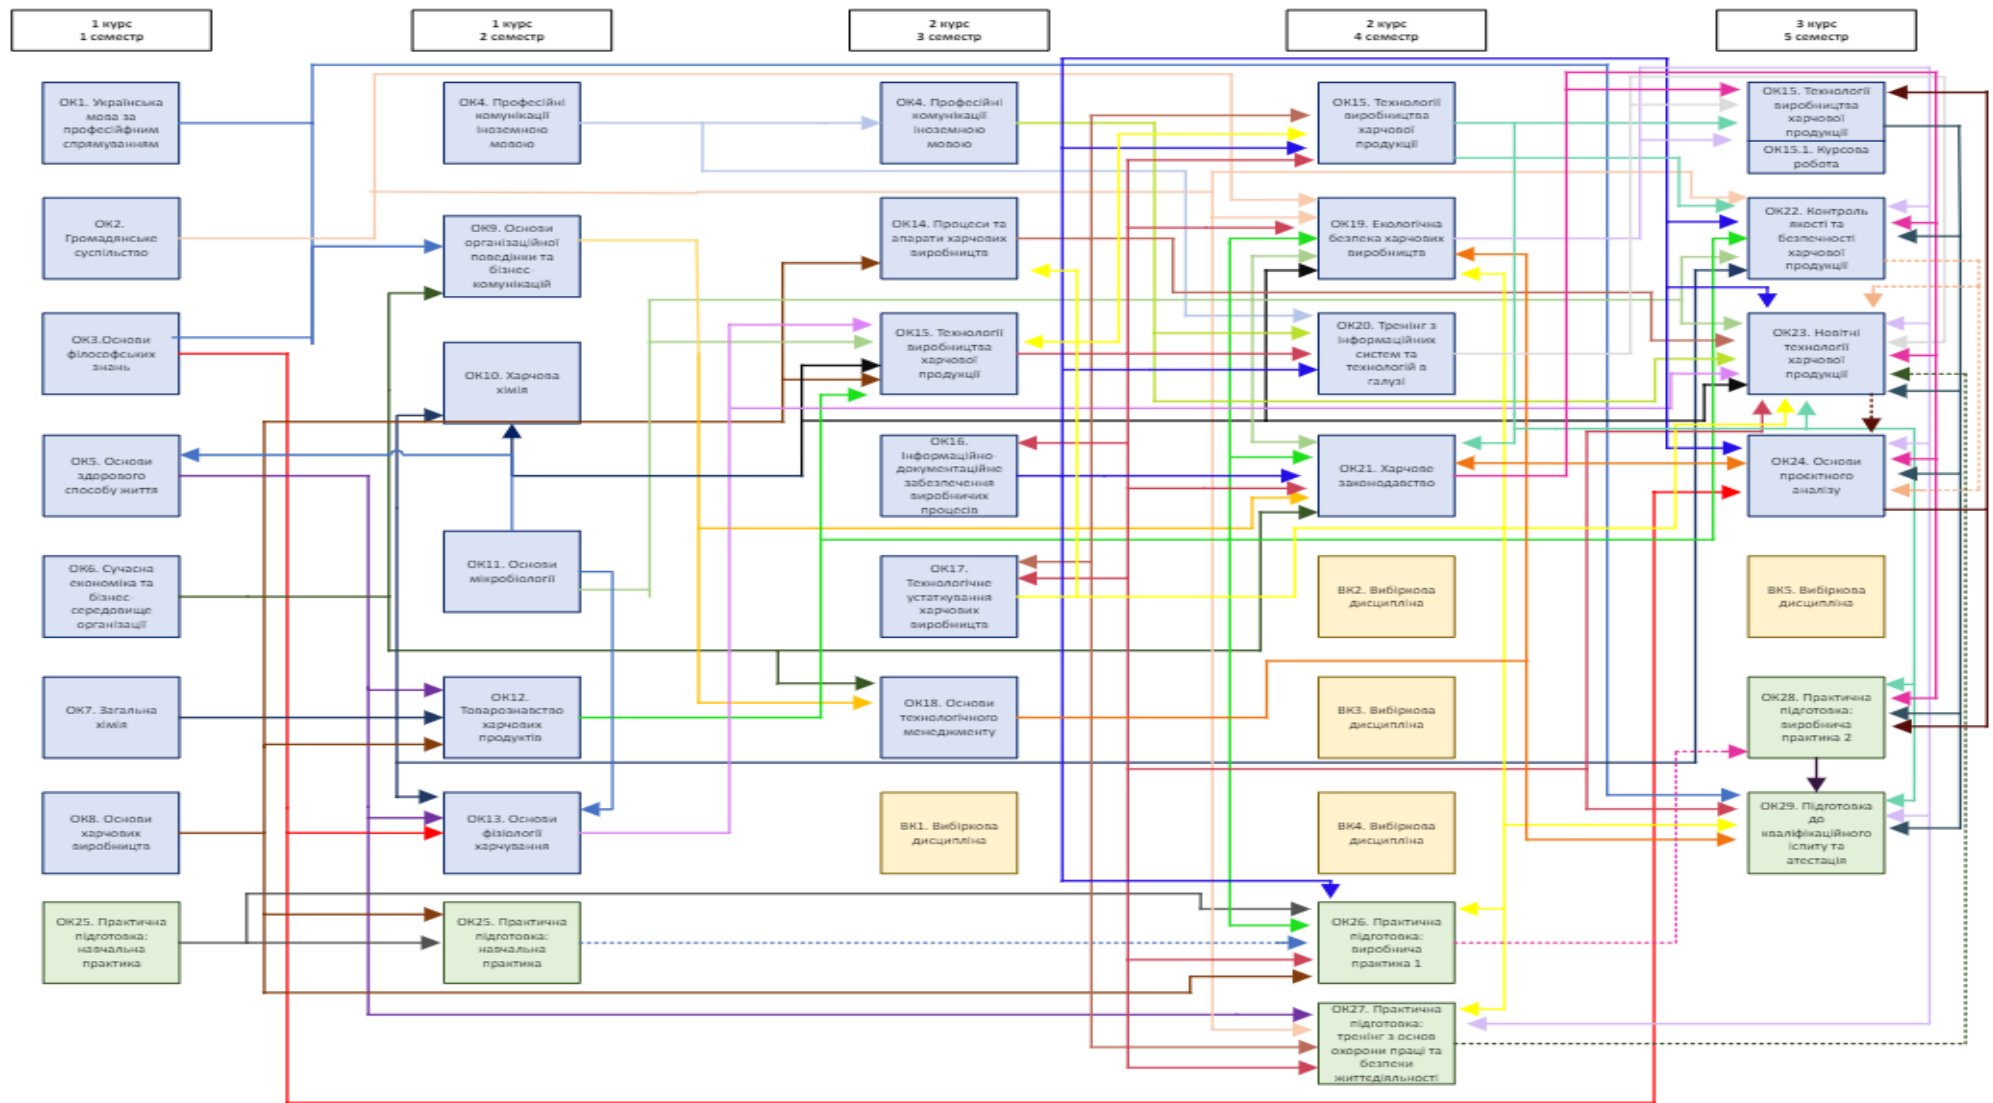 1 курс
1 семестр
1 курс
2 семестр
2 курс
3 семестр
2 курс
4 семестр
3 курс
5 семестр
ОК1. Українська
мова за
професійним
спрямуванням
ОК2.
Громадянське
суспільство
ОК3.Основи
філософських
знань
ОК5. Основи
здорового
способу життя
ОК6. Сучасна
економіка та
бізнес-
середовище
організації
ОК7. Загальна
хімія
ОК8. Основи
харчових
виробництв
ОК25. Практична
підготовка:
навчальна
практика
ОК4. Професійні
комунікації
іноземною
мовою
ОК9. Основи
організаційної
поведінки та
бізнес-
комунікацій
ОК10. Харчова
хімія
ОК11. Основи
мікробіології
ОК12.
Товарознавство
харчових
продуктів
ОК13. Основи
фізіології
харчування
ОК25. Практична
підготовка:
навчальна
практика
ОК4. Професійні
комунікації
іноземною
мовою
ОК14. Процеси та
апарати харчових
виробництв
ОК15. Технології
виробництва
харчової
продукції
ОК16.
Інформаційно-
документаційне
забезпечення
виробничих
процесів
ОК17.
Технологічне
устаткування
харчових
виробництв
ОК18. Основи
технологічного
менеджменту
ВК1. Вибіркова
дисципліна
ОК15. Технології
виробництва
харчової
продукції
ОК19. Екологічна
безпека харчових
виробництв
ОК20. Тренінг з
інформаційних
систем та
технологій в
галузі
ОК21. Харчове
законодавство
ВК2. Вибіркова
дисципліна
ВК3. Вибіркова
дисципліна
ВК4. Вибіркова
дисципліна
ОК26. Практична
підготовка:
виробнича
практика 1
ОК27. Практична
підготовка:
тренінг з основ
охорони праці та
безпеки
життєдіяльності
ОК15. Технології
виробництва
харчової
продукції
ОК15.1. Курсова
робота
ОК22. Контроль
якості та
безпечності
харчової
продукції
ОК23. Новітні
технології
харчової
продукції
ОК24. Основи
проєктного
аналізу
ВК5. Вибіркова
дисципліна
ОК28. Практична
підготовка:
виробнича
практика 2
ОК29. Підготовка
до
кваліфікаційного
іспиту та
атестація